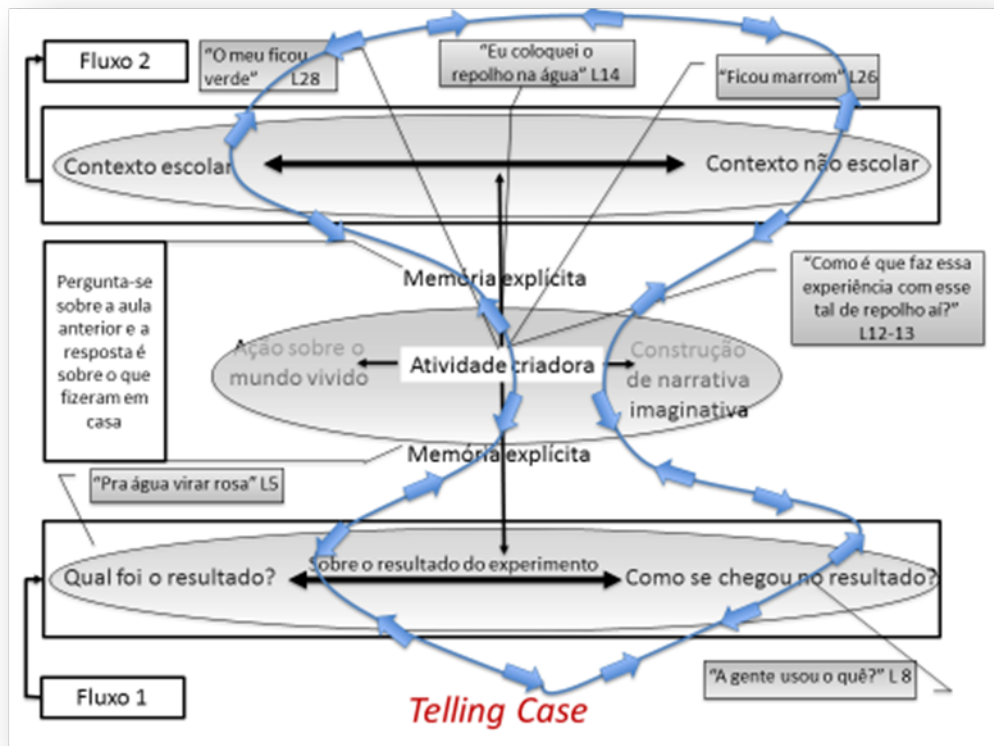 Fluxo 2
“O meu ficou
verde” L28
“Eu coloquei o
repolho na água” L14
“Ficou marrom” L26
Contexto escolar
Contexto não escolar
Pergunta-se
sobre a aula
anterior e a
resposta é
sobre o que
fizeram em
casa
Memória explícita
“Como é que faz essa
experiência com esse
tal de repolho aí?”
L12-13
Ação sobre o
mundo vivido
Atividade criadora
Construção
de narrativa
imaginativa
Memória explícita
“Pra água virar rosa” L5
Sobre o resultado do experimento
Qual foi o resultado?
Como se chegou no resultado?
“A gente usou o quê?” L 8
Fluxo 1
Telling Case